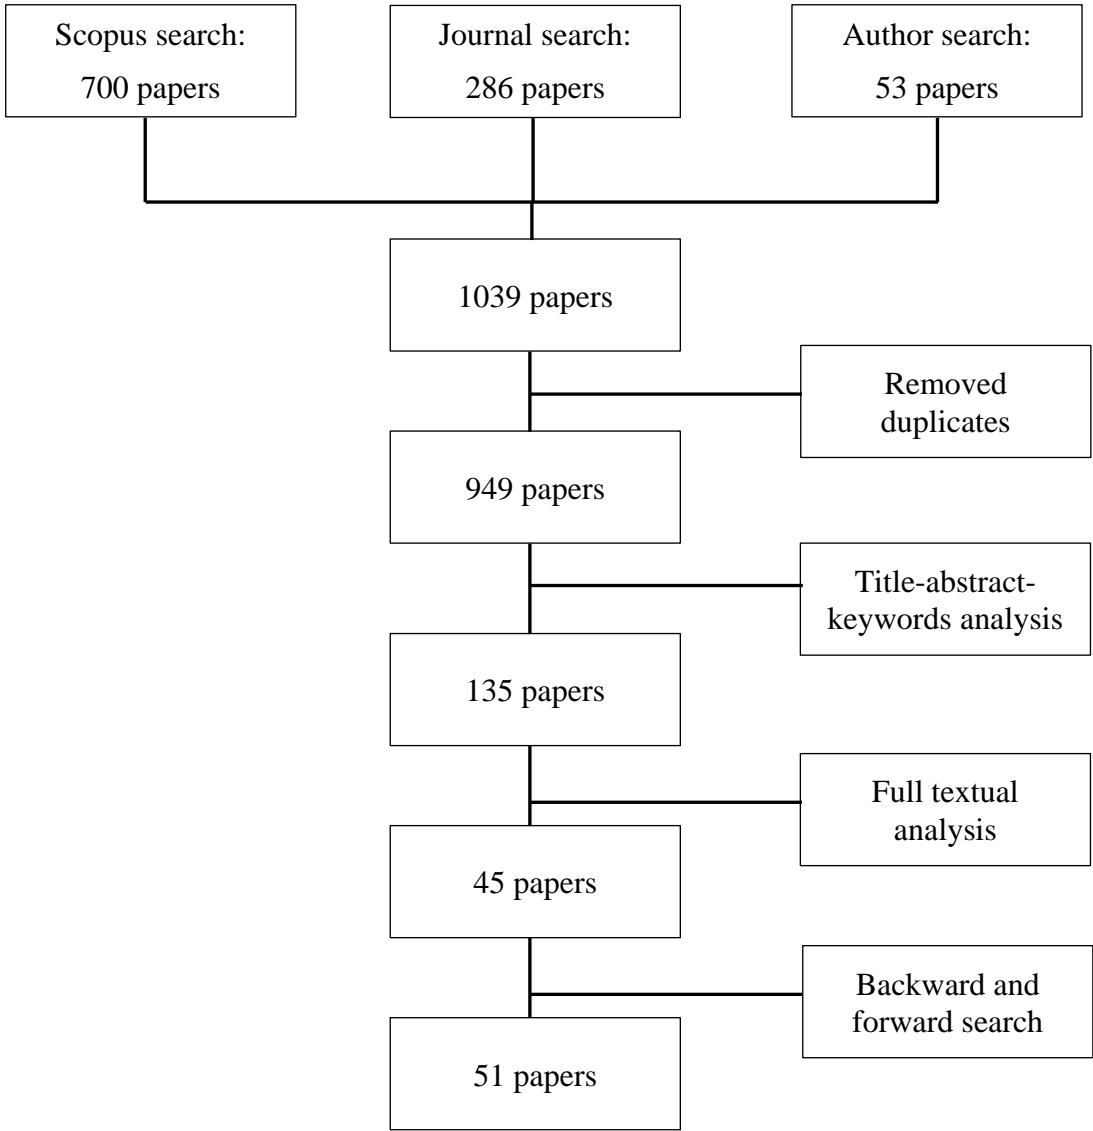 Scopus search:
700 papers
Journal search:
286 papers
Author search:
53 papers
1039 papers
Removed
duplicates
949 papers
Title-abstract-
keywords analysis
135 papers
Full textual
analysis
45 papers
Backward and
forward search
51 papers